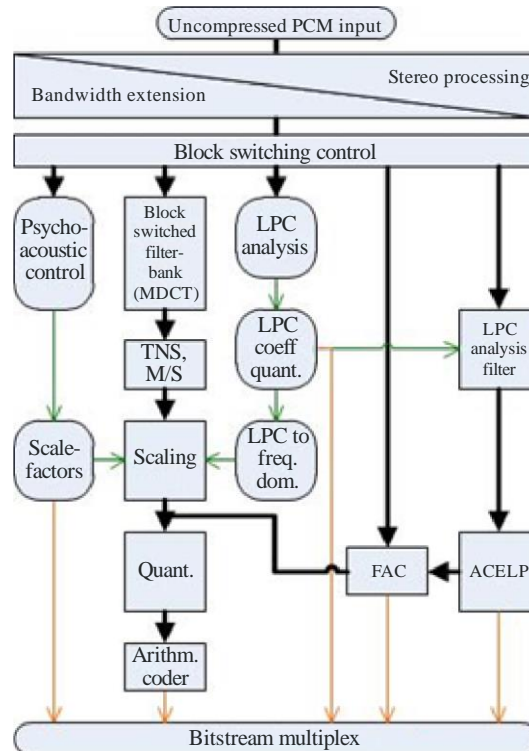 Uncompressed PCM input
Stereo processing
Bandwidth extension
Block switching control
Psycho-
acoustic
control
Block
switched
filter-
bank
(MDCT)
LPC
analysis
LPC
coeff
quant.
LPC
analysis
filter
TNS,
M/S
Scale-
factors
Scaling
LPC to
freq.
dom.
Quant.
FAC
ACELP
Arithm.
coder
Bitstream multiplex